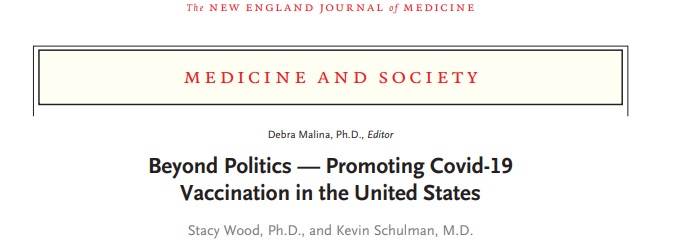 The NEW ENGLAND JOURNAL of MEDICINE
MEDICINE AND SOCIETY
Debra Malina, Ph.D., Editor
Beyond Politics — Promoting Covid-19
Vaccination in the United States
Stacy Wood, Ph.D., and Kevin Schulman, M.D.